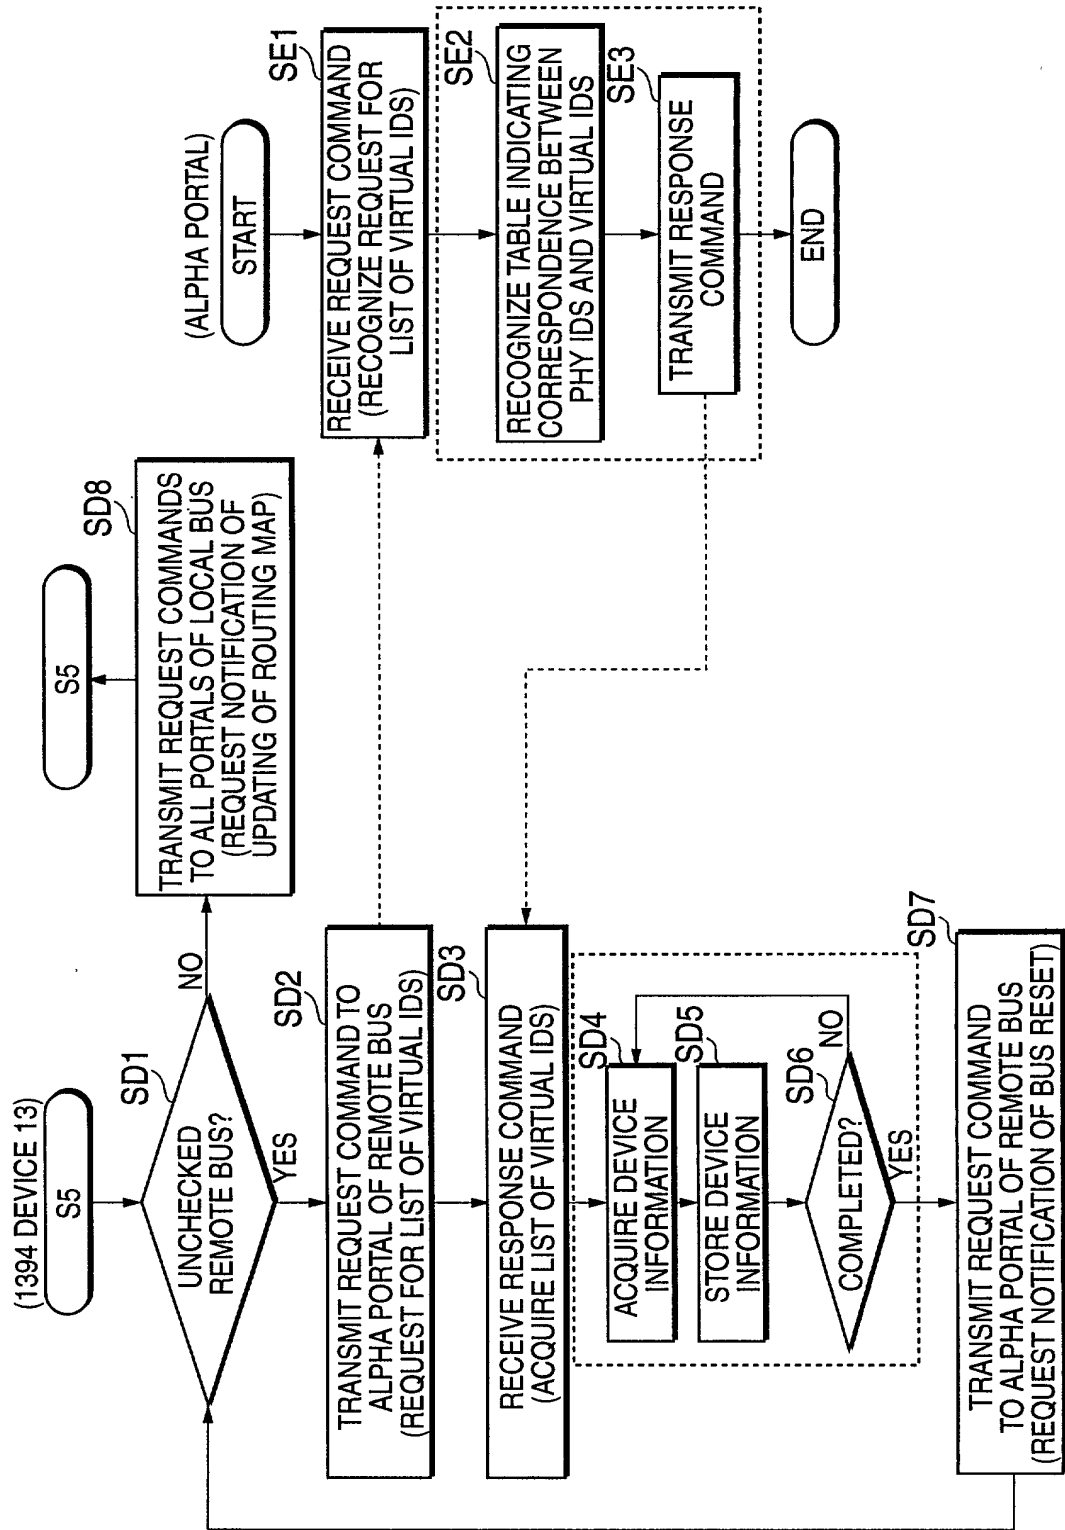 (1394 DEVICE 13)
S5
UNCHECKED
REMOTE BUS?
SD1
NO
YES
SD8
TRANSMIT REQUEST COMMANDS
TO ALL PORTALS OF LOCAL BUS
(REQUEST NOTIFICATION OF
UPDATING OF ROUTING MAP)
S5
SD2
TRANSMIT REQUEST COMMAND TO
ALPHA PORTAL OF REMOTE BUS
(REQUEST FOR LIST OF VIRTUAL IDS)
SD3
RECEIVE RESPONSE COMMAND
(ACQUIRE LIST OF VIRTUAL IDS)
SD4
ACQUIRE DEVICE
INFORMATION
SD5
STORE DEVICE
INFORMATION
SD6
COMPLETED?
NO
YES
SD7
TRANSMIT REQUEST COMMAND
TO ALPHA PORTAL OF REMOTE BUS
(REQUEST NOTIFICATION OF BUS RESET)
(ALPHA PORTAL)
START
SE1
RECEIVE REQUEST COMMAND
(RECOGNIZE REQUEST FOR
LIST OF VIRTUAL IDS)
SE2
RECOGNIZE TABLE INDICATING
CORRESPONDENCE BETWEEN
PHY IDS AND VIRTUAL IDS
SE3
TRANSMIT RESPONSE
COMMAND
END